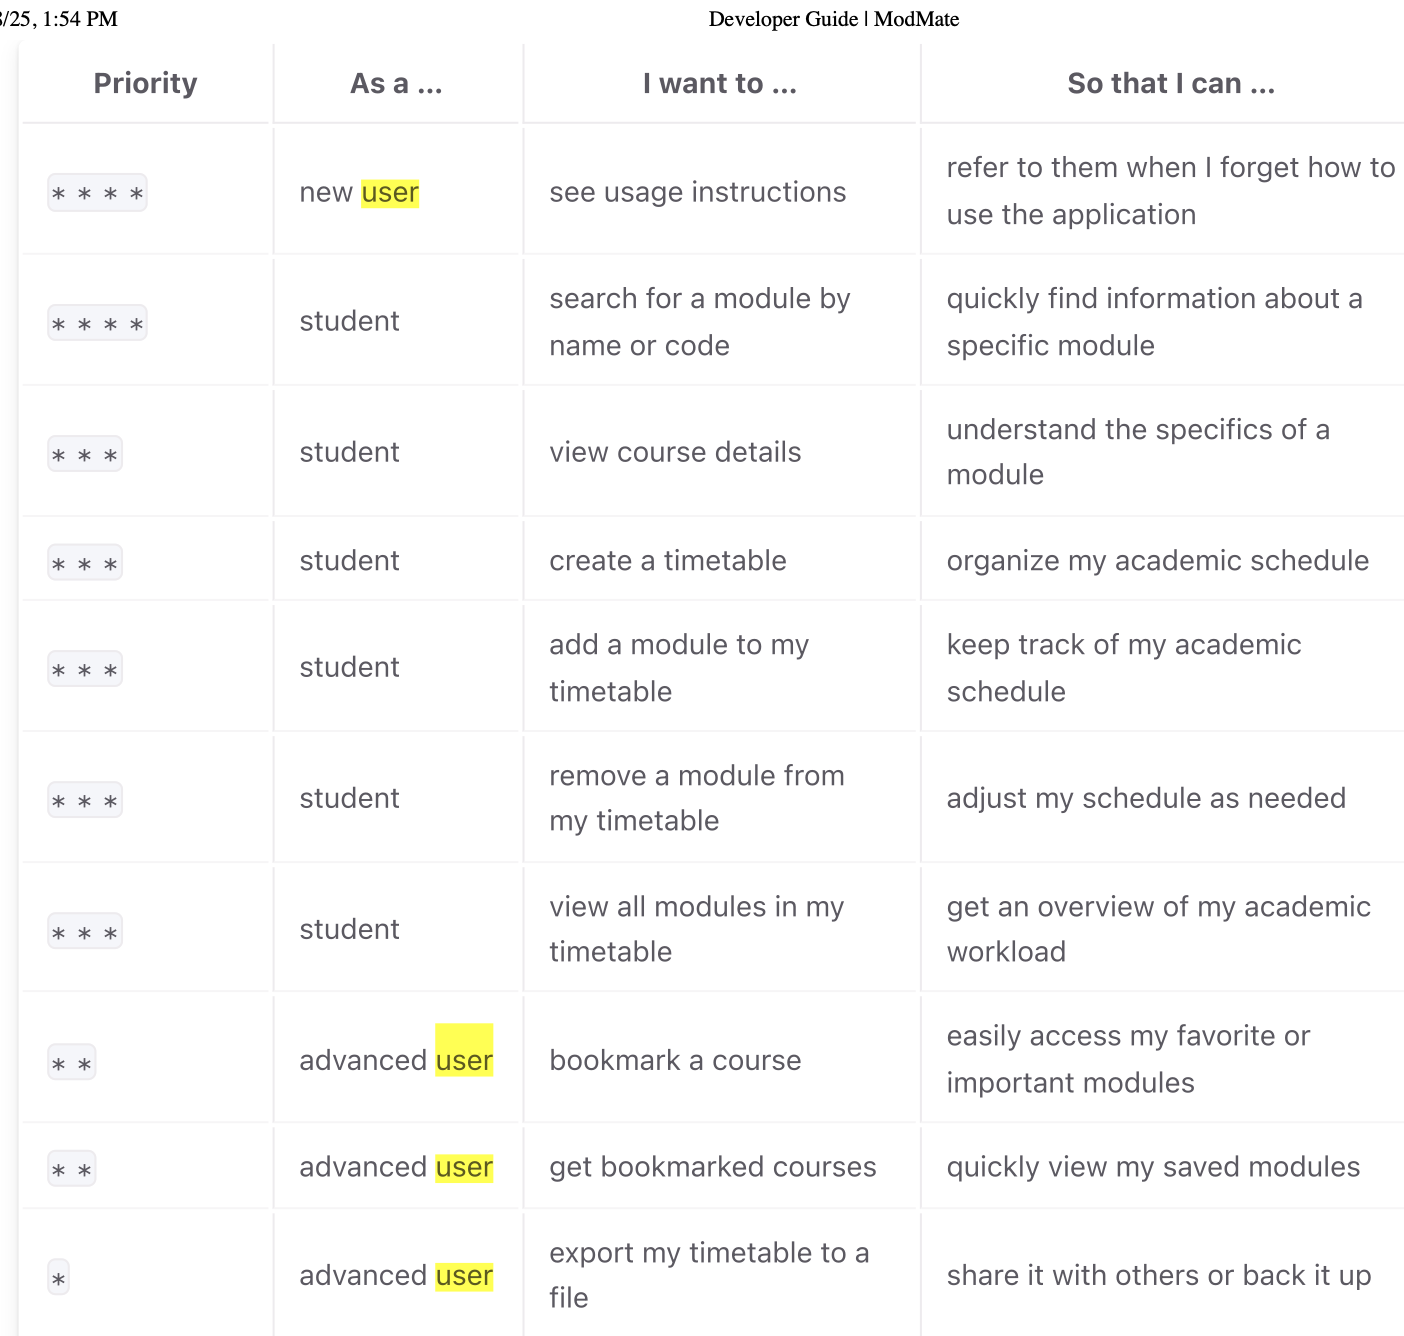 8/25, 1:54 PM Developer Guide | ModMate
Priority As a ... I want to ... So that I can ...
* * * * new user see usage instructions refer to them when I forget how to
use the application
* * * * student search for a module by
name or code quickly find information about a
specific module
* * * student view course details understand the specifics of a
module
* * * student create a timetable organize my academic schedule
* * * student add a module to my
timetable keep track of my academic
schedule
* * * student remove a module from
my timetable adjust my schedule as needed
* * * student view all modules in my
timetable get an overview of my academic
workload
* * advanced user bookmark a course easily access my favorite or
important modules
* * advanced user get bookmarked courses quickly view my saved modules
* advanced user export my timetable to a
file share it with others or back it up